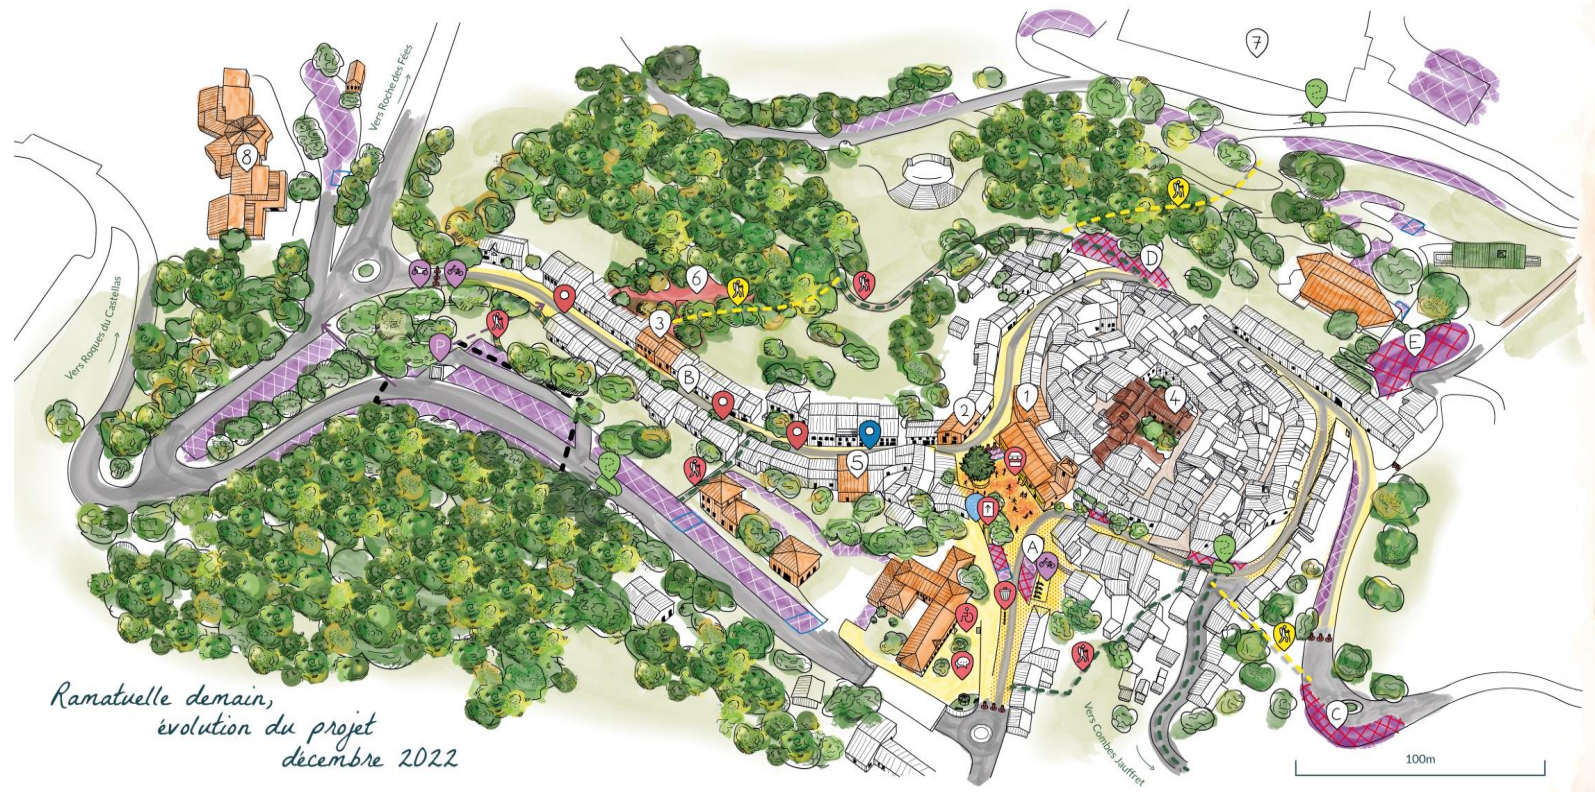 7
Vers Roche des Fées
8
Vers Roques du Castellas
D
6
3
E
P
B
1
2
4
5
A
C
Vers Combes Jauffret
Ramatuelle demain,
évolution du projet
décembre 2022
100m